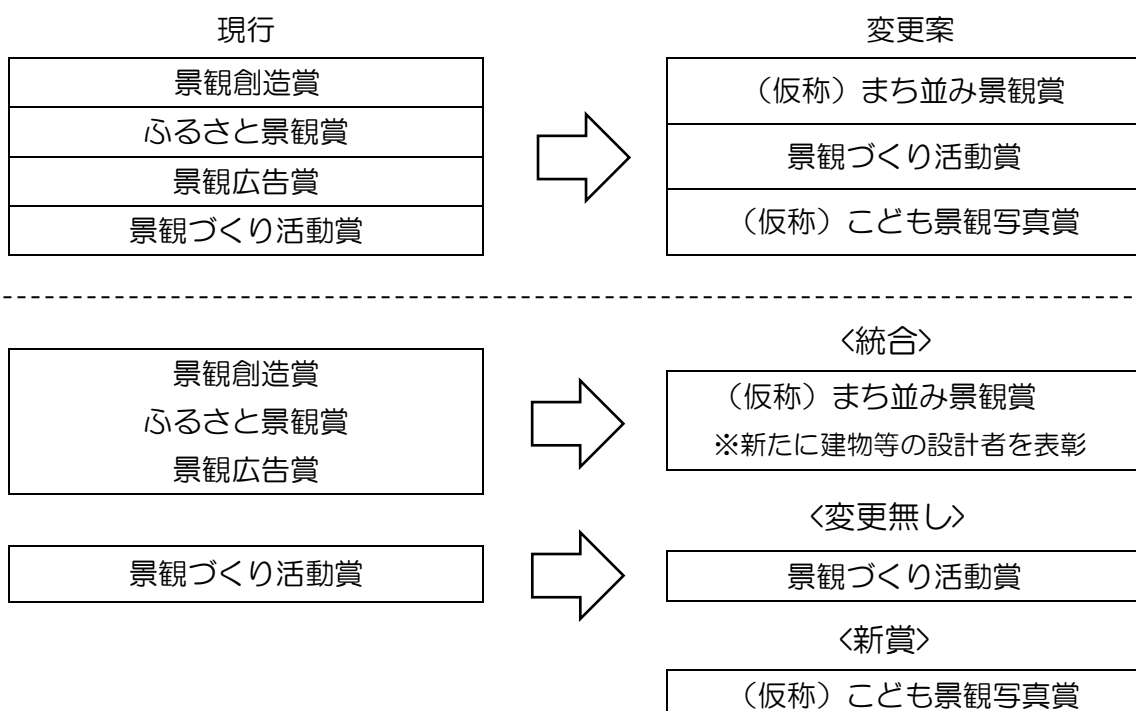 現行
変更案
景観創造賞
ふるさと景観賞
景観広告賞
景観づくり活動賞
（仮称）まち並み景観賞
景観づくり活動賞
（仮称）こども景観写真賞
景観創造賞
ふるさと景観賞
景観広告賞
<統合>
（仮称）まち並み景観賞
※新たに建物等の設計者を表彰
景観づくり活動賞
<変更無し>
景観づくり活動賞
<新賞>
（仮称）こども景観写真賞